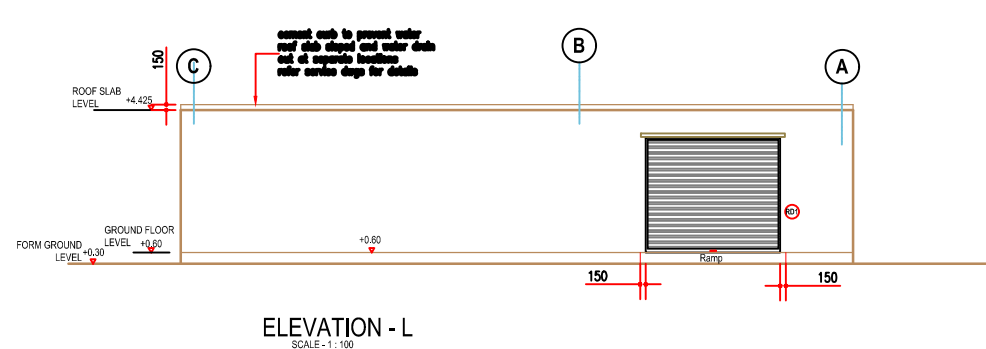 cement curb to prevent water
roof slab sloped and water drain
out at separate locations
refer service dwgs for details
150
C
B
A
ROOF SLAB
LEVEL
+4.425
RD1
GROUND FLOOR
LEVEL
+0.60
+0.60
FORM GROUND
LEVEL
+0.30
Ramp
150
150
ELEVATION - L
SCALE - 1 : 100